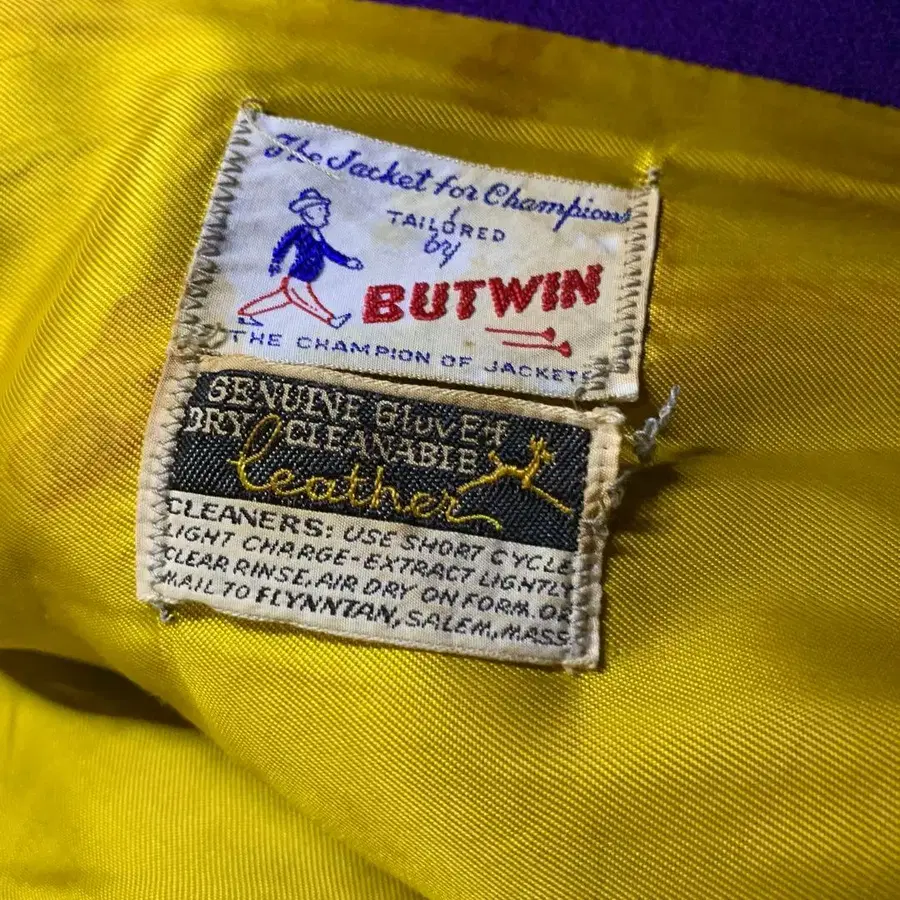 The Jacket for Champions
TAILORED
by
BUTWIN
THE CHAMPION OF JACKETS
GENUINE GluvEtt
DRY CLEANABLE
leather
CLEANERS: USE SHORT CYCLE
LIGHT CHARGE-EXTRACT LIGHTLY
CLEAR RINSE, AIR DRY ON FORM OR
MAIL TO FLYNNTAN, SALEM, MASS.